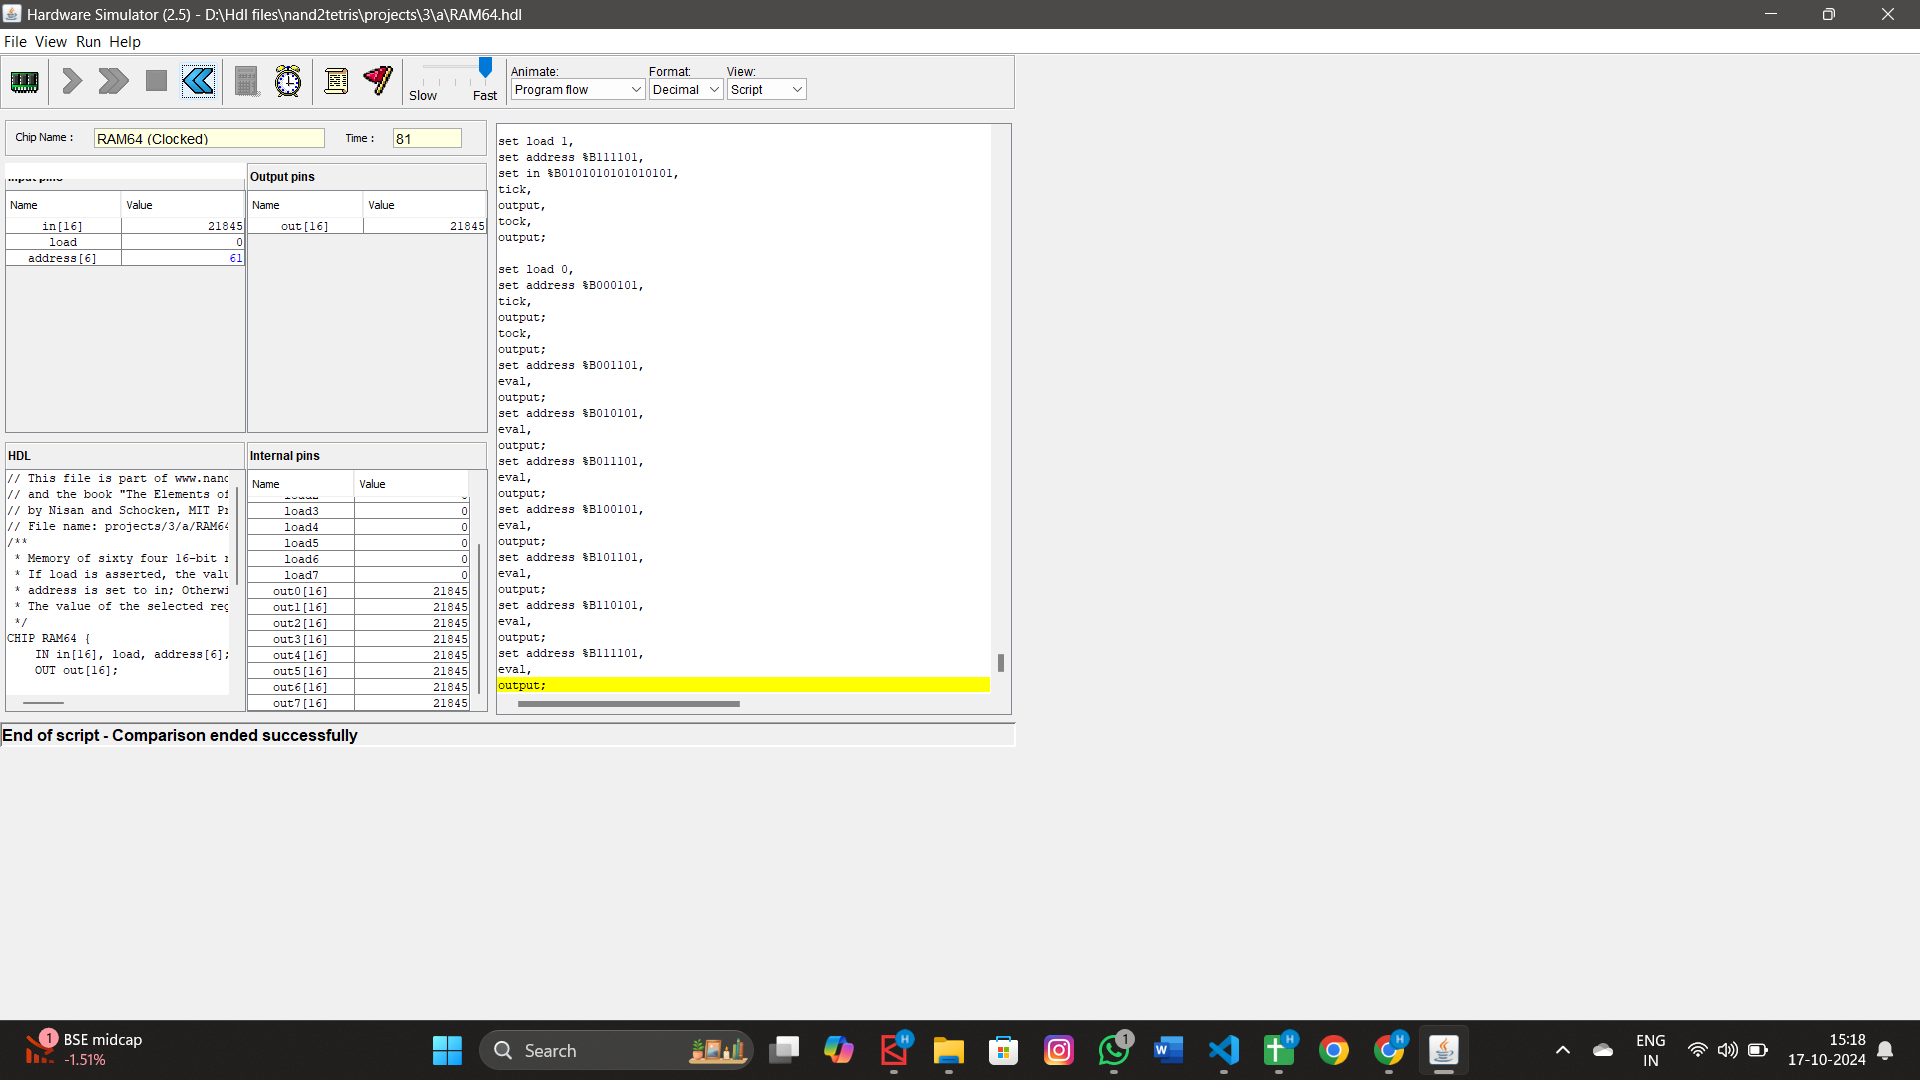 Hardware Simulator (2.5) - D:\Hdl files\nand2tetris\projects\3\a\RAM64.hdl
File View Run Help
Slow Fast
Animate: Format: View:
Program flow Decimal Script
Chip Name : RAM64 (Clocked) Time : 81
Output pins
Name Value
in[16] 21845
load 0
address[6] 61
Name Value
out[16] 21845
HDL
// This file is part of www.nand
// and the book "The Elements of
// by Nisan and Schocken, MIT Pr
// File name: projects/3/a/RAM64
/**
* Memory of sixty four 16-bit r
* If load is asserted, the valu
* address is set to in; Otherwi
* The value of the selected reg
*/
CHIP RAM64 {
IN in[16], load, address[6];
OUT out[16];
Internal pins
Name Value
load3 0
load4 0
load5 0
load6 0
load7 0
out0[16] 21845
out1[16] 21845
out2[16] 21845
out3[16] 21845
out4[16] 21845
out5[16] 21845
out6[16] 21845
out7[16] 21845
set load 1,
set address %B111101,
set in %B0101010101010101,
tick,
output,
tock,
output;
set load 0,
set address %B000101,
tick,
output;
tock,
output;
set address %B001101,
eval,
output;
set address %B010101,
eval,
output;
set address %B011101,
eval,
output;
set address %B100101,
eval,
output;
set address %B101101,
eval,
output;
set address %B110101,
eval,
output;
set address %B111101,
eval,
output;
End of script - Comparison ended successfully
1
BSE midcap
-1.51%
Search
H
1
H
H
ENG
IN
15:18
17-10-2024